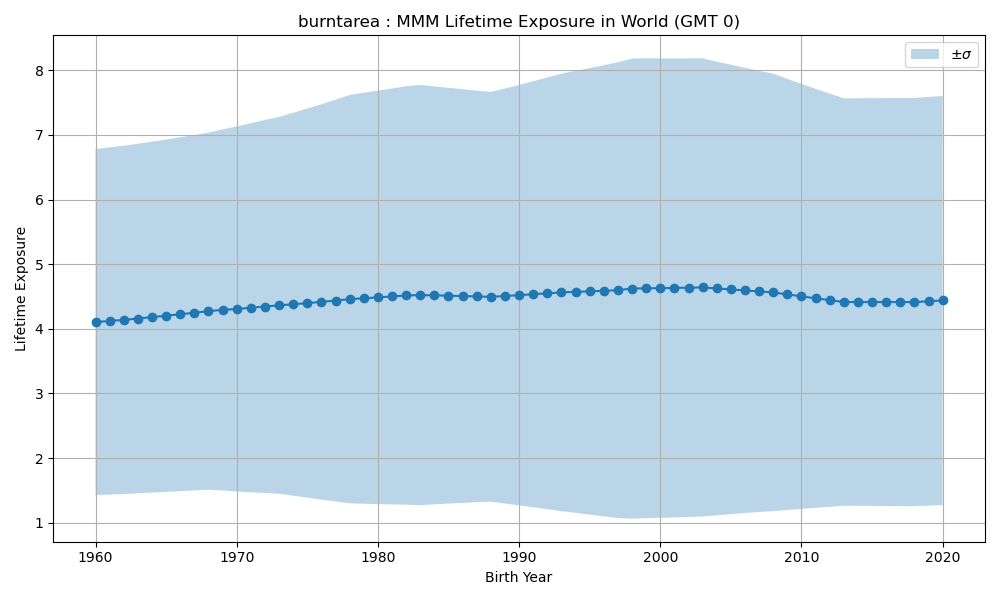 burntarea : MMM Lifetime Exposure in World (GMT 0)
±σ
Lifetime Exposure
8
7
6
5
4
3
2
1
1960 1970 1980 1990 2000 2010 2020
Birth Year